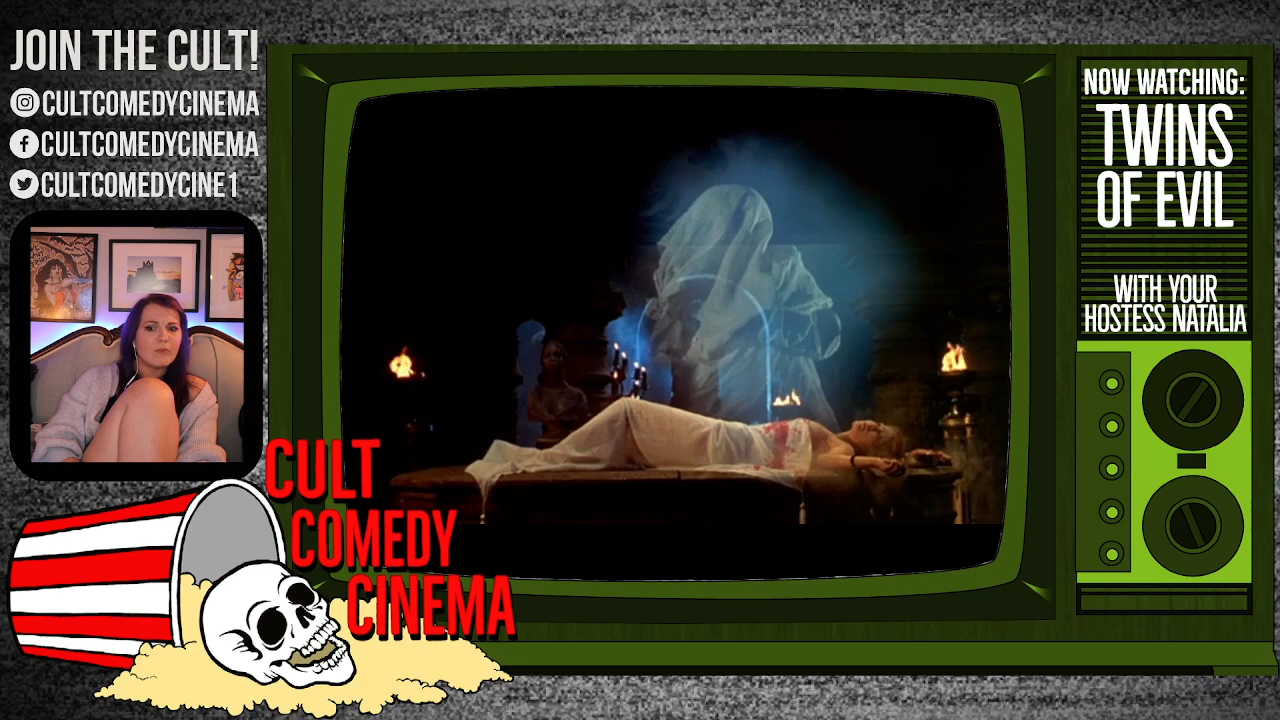 JOIN THE CULT!
CULTCOMEDYCINEMA
CULTCOMEDYCINEMA
CULTCOMEDYCINE1
CULT
COMEDY
CINEMA
NOW WATCHING:
TWINS
OF EVIL
WITH YOUR
HOSTESS NATALIA